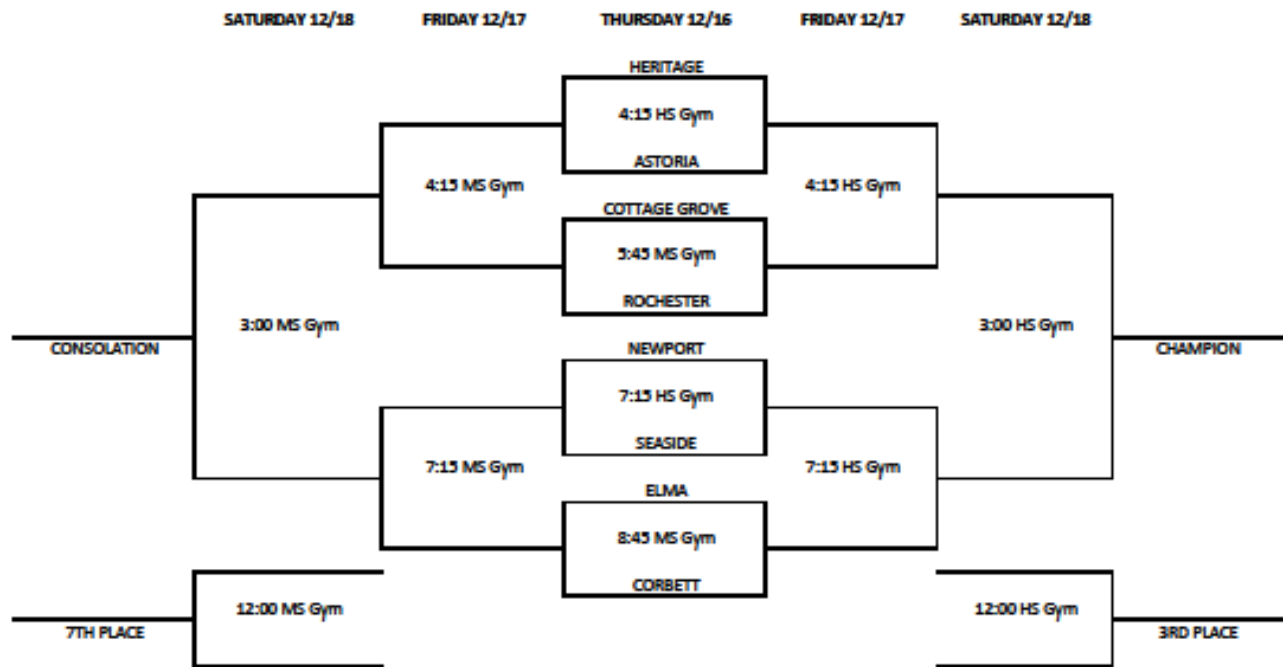 SATURDAY 12/18 FRIDAY 12/17 THURSDAY 12/16 FRIDAY 12/17 SATURDAY 12/18
HERITAGE
4:15 HS Gym
ASTORIA
4:15 MS Gym 4:15 HS Gym
COTTAGE GROVE
5:45 MS Gym
ROCHESTER
3:00 MS Gym 3:00 HS Gym
CONSOLATION NEWPORT CHAMPION
7:15 HS Gym
SEASIDE
7:15 MS Gym 7:15 HS Gym
ELMA
8:45 MS Gym
CORBETT
12:00 MS Gym 12:00 HS Gym
7TH PLACE 3RD PLACE